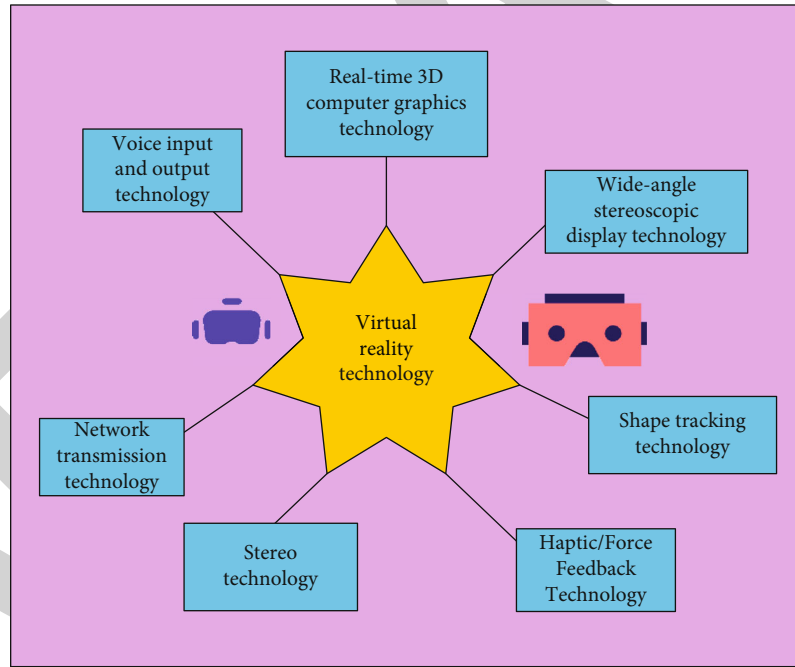 Real-time 3D
computer graphics
technology
Voice input
and output
technology
Wide-angle
stereoscopic
display technology
Virtual
reality
technology
Network
transmission
technology
Shape tracking
technology
Stereo
technology
Haptic/Force
Feedback
Technology